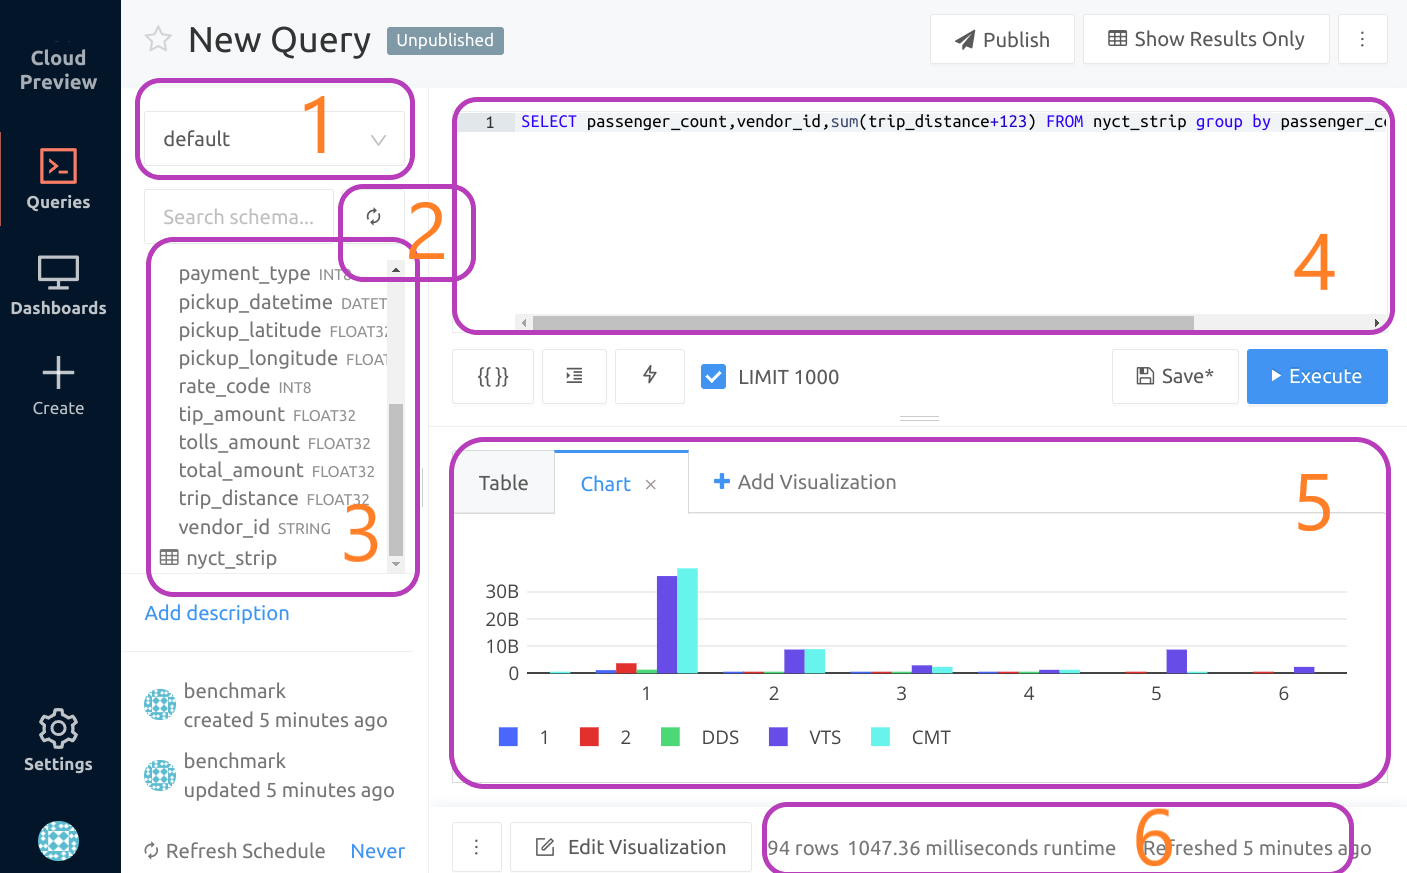 Cloud
Preview
Queries
Dashboards
Create
Settings
New Query Unpublished
Publish
Show Results Only
1
default
2
Search schema...
3
payment_type INT8
pickup_datetime DATET
pickup_latitude FLOAT32
pickup_longitude FLOAT
rate_code INT8
tip_amount FLOAT32
tolls_amount FLOAT32
total_amount FLOAT32
trip_distance FLOAT32
vendor_id STRING
nyct_strip
Add description
benchmark
created 5 minutes ago
benchmark
updated 5 minutes ago
Refresh Schedule Never
4
1 SELECT passenger_count,vendor_id,sum(trip_distance+123) FROM nyct_strip group by passenger_co
{{ }}
LIMIT 1000
Save*
Execute
5
Table
Chart ×
Add Visualization
30B
20B
10B
0
1 2 3 4 5 6
1 2 DDS VTS CMT
6
Edit Visualization
94 rows 1047.36 milliseconds runtime Refreshed 5 minutes ago